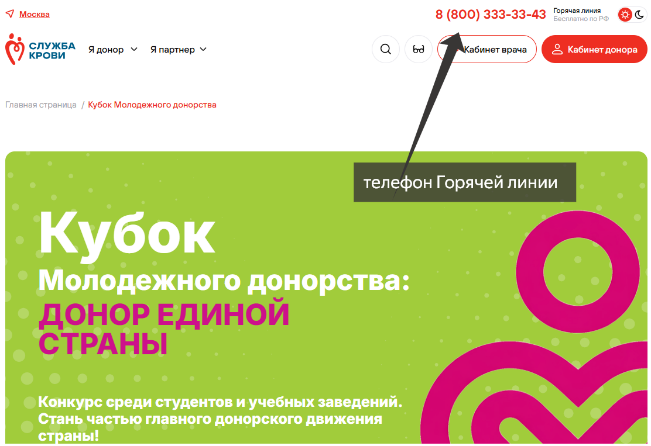 Москва
8 (800) 333-33-43
Горячая линия
Бесплатно по РФ
СЛУЖБА
КРОВИ
Я донор
Я партнер
Кабинет врача
Кабинет донора
Главная страница / Кубок Молодежного донорства
телефон Горячей линии
Кубок
Молодежного донорства:
ДОНОР ЕДИНОЙ
СТРАНЫ
Конкурс среди студентов и учебных заведений.
Стань частью главного донорского движения
страны!